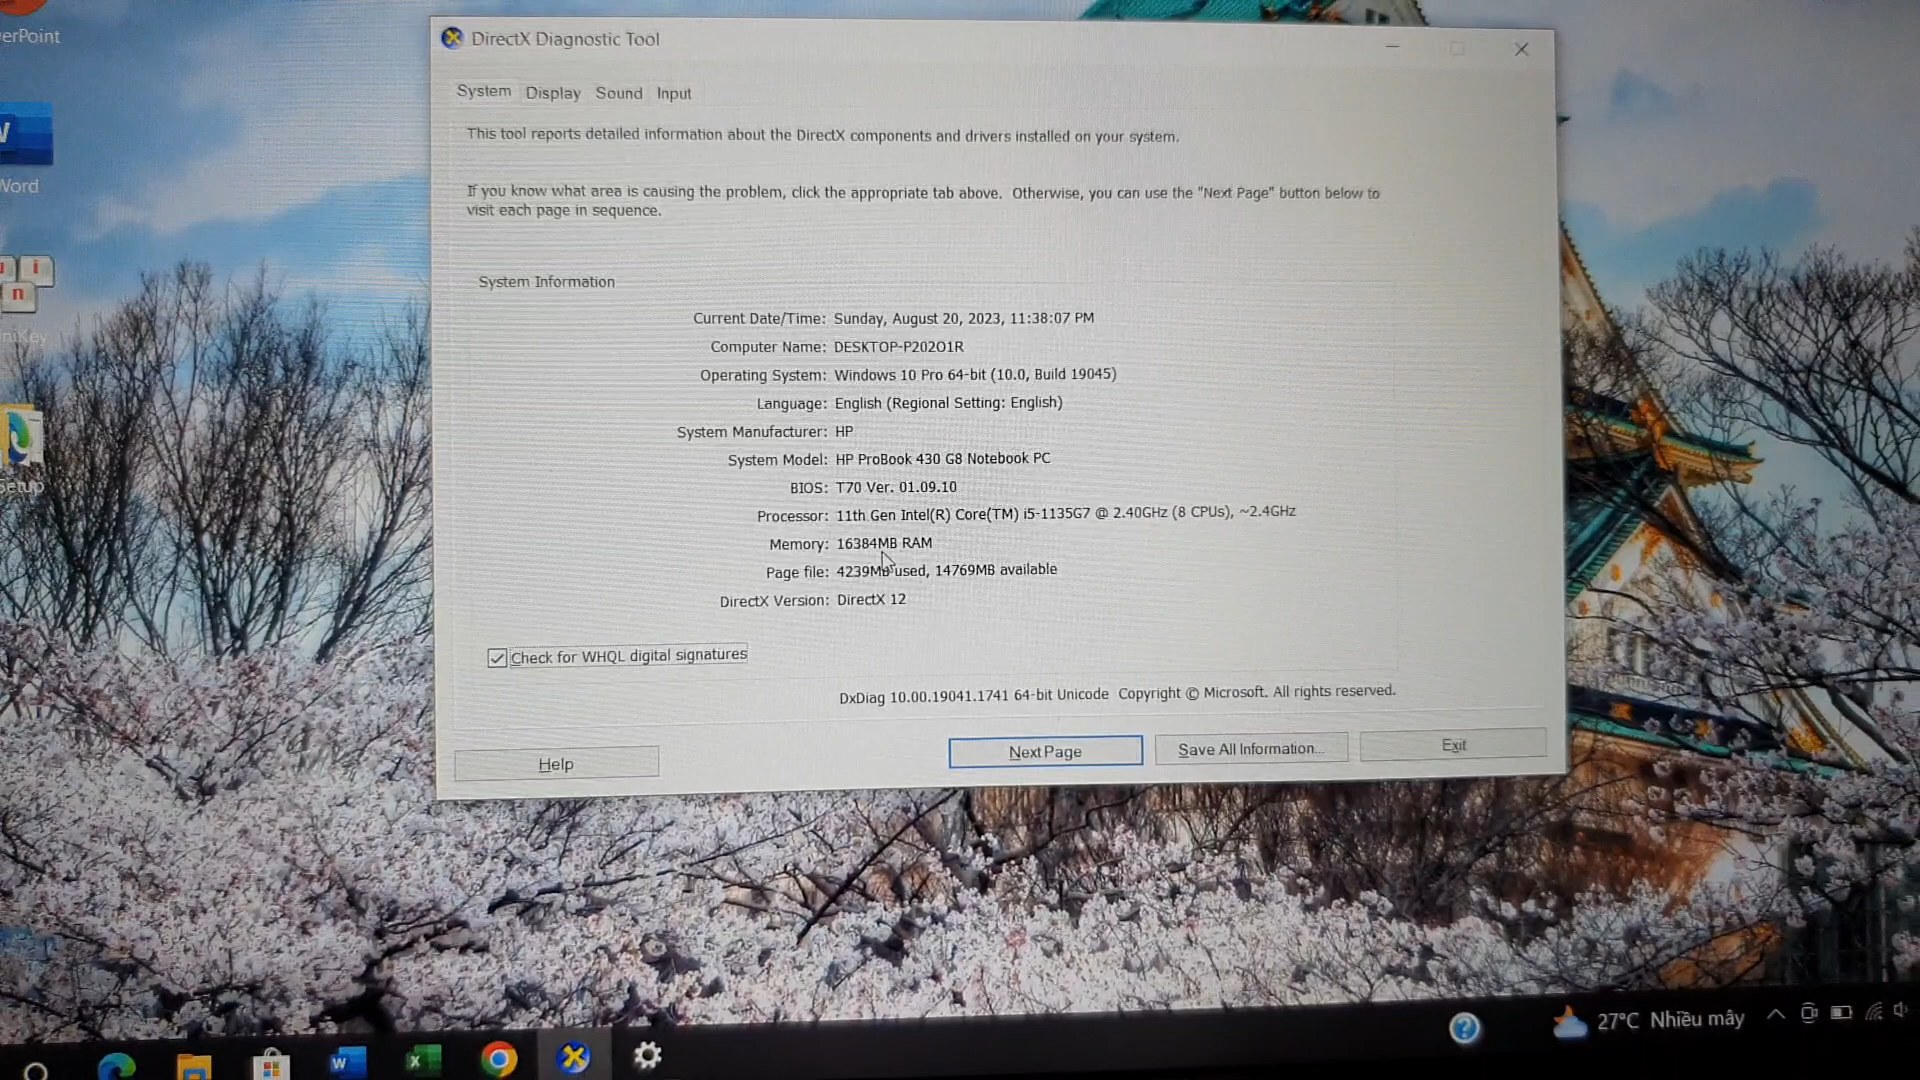 DirectX Diagnostic Tool
System Display Sound Input
This tool reports detailed information about the DirectX components and drivers installed on your system.
If you know what area is causing the problem, click the appropriate tab above. Otherwise, you can use the "Next Page" button below to
visit each page in sequence.
System Information
Current Date/Time: Sunday, August 20, 2023, 11:38:07 PM
Computer Name: DESKTOP-P202O1R
Operating System: Windows 10 Pro 64-bit (10.0, Build 19045)
Language: English (Regional Setting: English)
System Manufacturer: HP
System Model: HP ProBook 430 G8 Notebook PC
BIOS: T70 Ver. 01.09.10
Processor: 11th Gen Intel(R) Core(TM) i5-1135G7 @ 2.40GHz (8 CPUs), ~2.4GHz
Memory: 16384MB RAM
Page file: 4239MB used, 14769MB available
DirectX Version: DirectX 12
Check for WHQL digital signatures
DxDiag 10.00.19041.1741 64-bit Unicode Copyright © Microsoft. All rights reserved.
Help
Next Page
Save All Information...
Exit
erPoint
Word
u i
n
niKey
Setup
27°C Nhiều mây